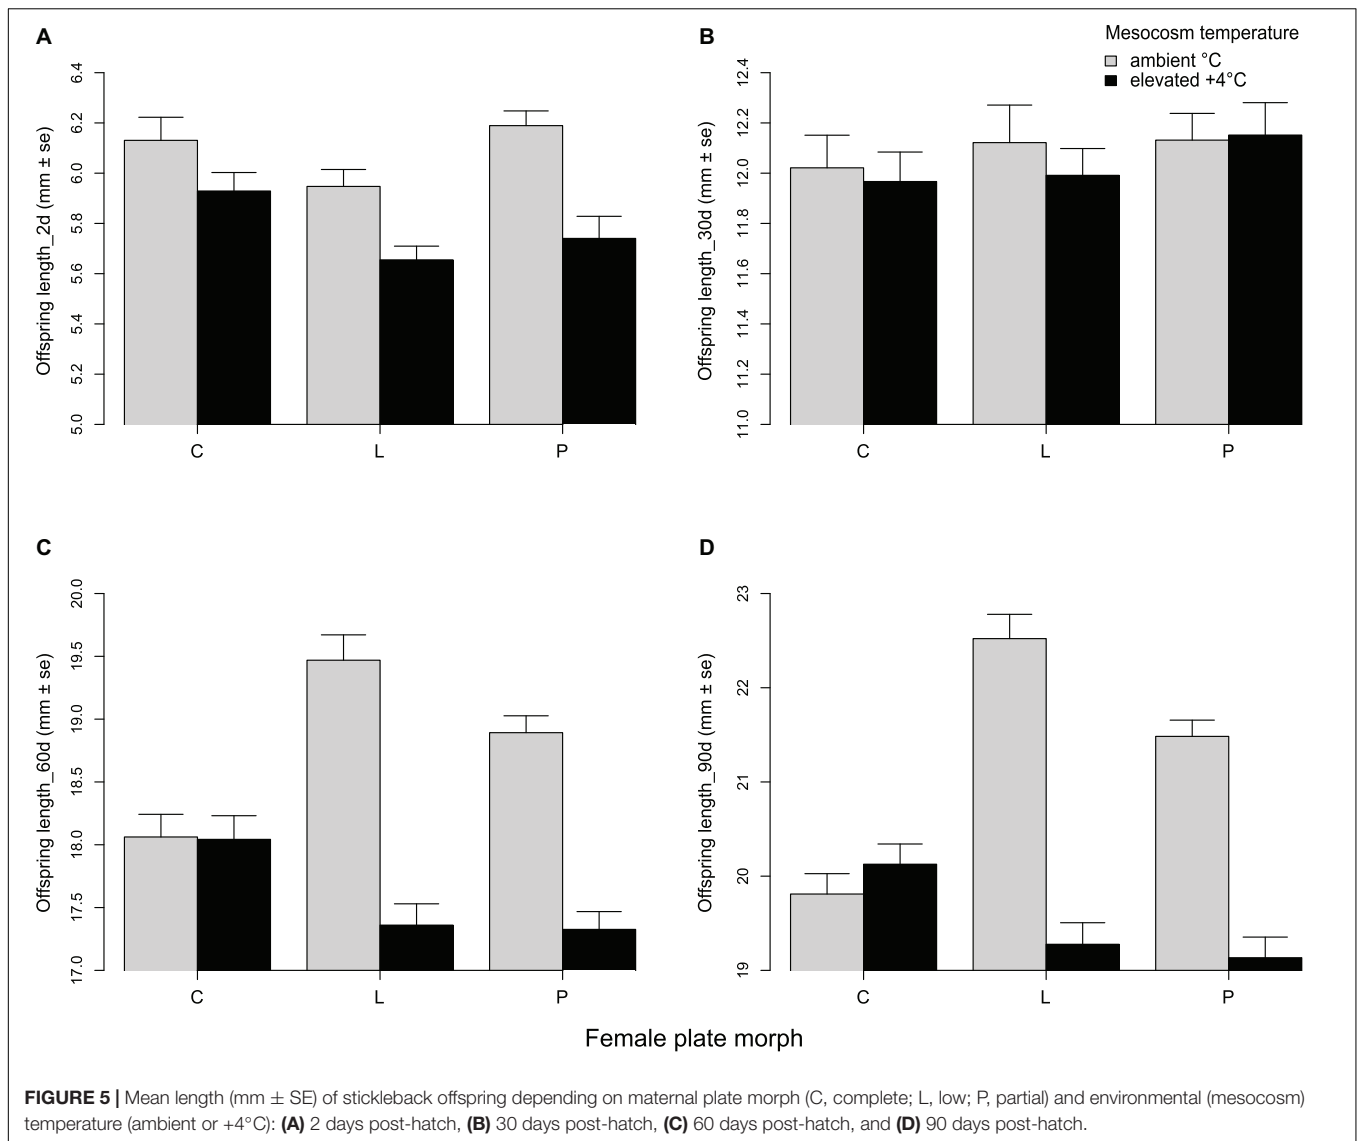 A
Offspring length_2d (mm ± se)
6.4
6.2
6.0
5.8
5.6
5.4
5.2
5.0
C
L
P
B
Mesocosm temperature
ambient °C
elevated +4°C
Offspring length_30d (mm ± se)
12.4
12.2
12.0
11.8
11.6
11.4
11.2
11.0
C
L
P
C
Offspring length_60d (mm ± se)
20.0
19.5
19.0
18.5
18.0
17.5
17.0
C
L
P
D
Offspring length_90d (mm ± se)
23
22
21
20
19
C
L
P
Female plate morph
FIGURE 5 | Mean length (mm ± SE) of stickleback offspring depending on maternal plate morph (C, complete; L, low; P, partial) and environmental (mesocosm)
temperature (ambient or +4°C): (A) 2 days post-hatch, (B) 30 days post-hatch, (C) 60 days post-hatch, and (D) 90 days post-hatch.